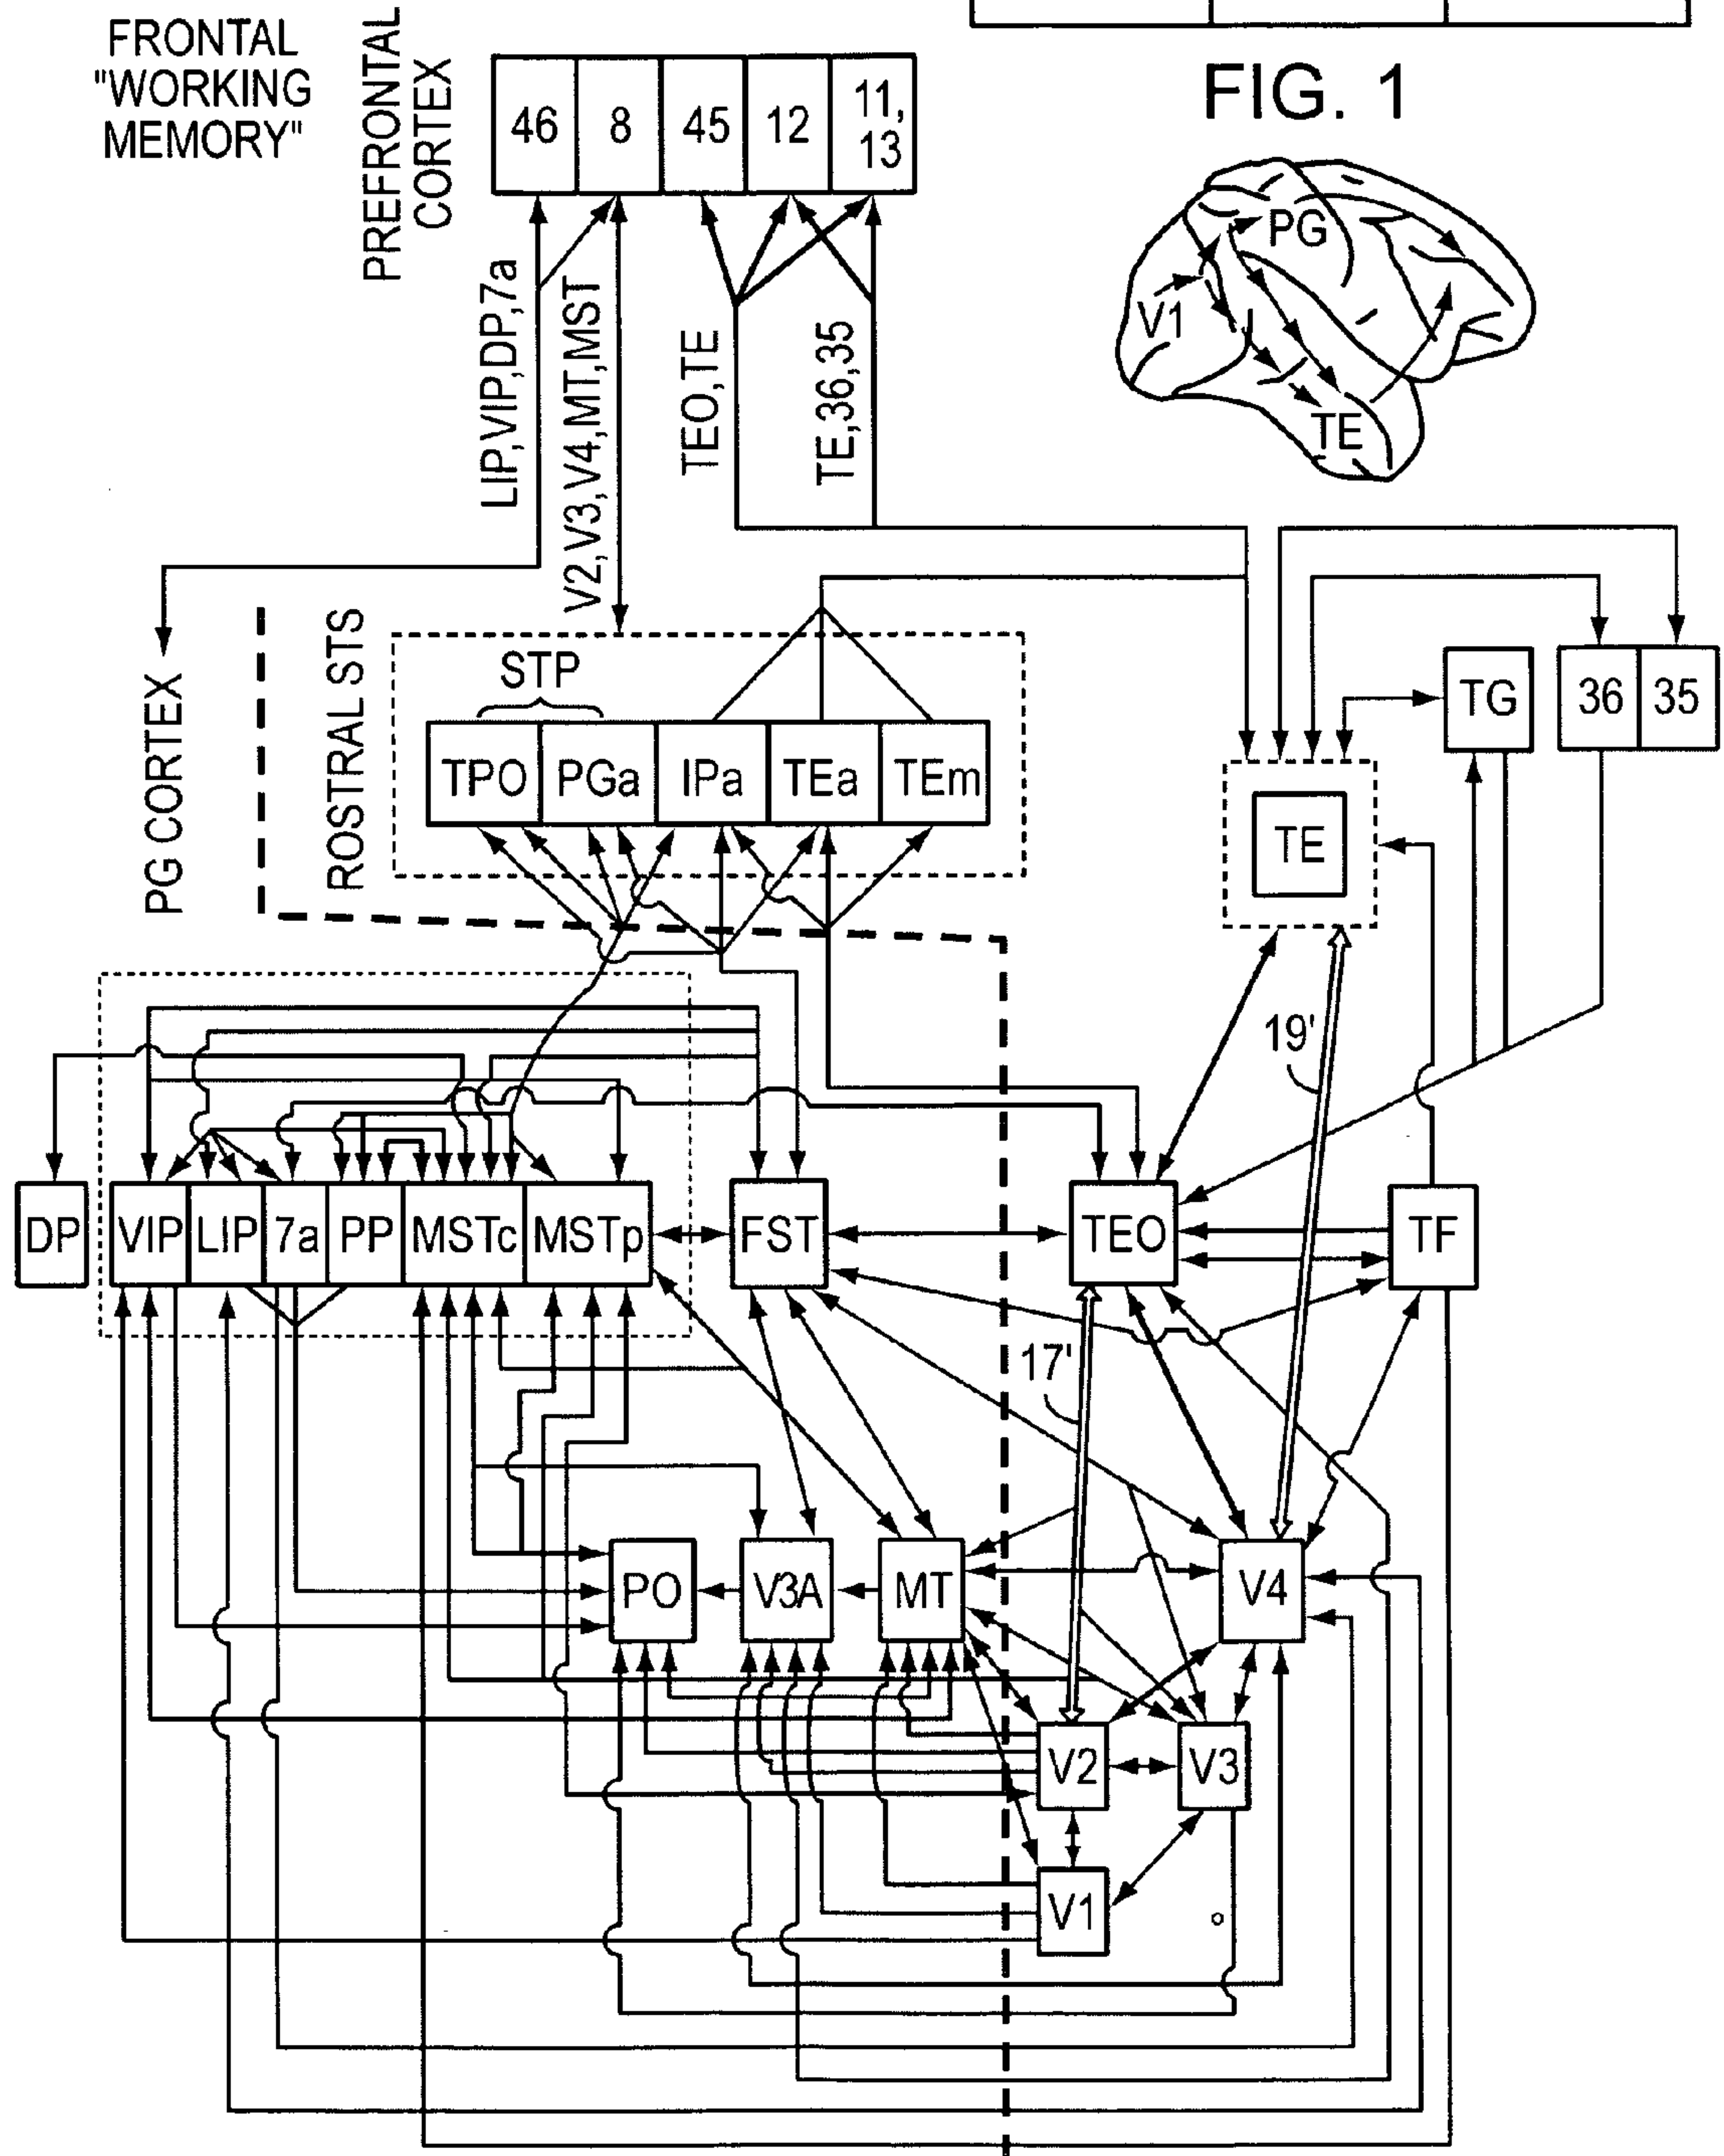 FRONTAL
"WORKING
MEMORY"
PREFRONTAL
CORTEX
46
8
45
12
11,
13
FIG. 1
PG
V1
TE
LIP,VIP,DP,7a
V2,V3,V4,MT,MST
TEO,TE
TE,36,35
PG CORTEX
ROSTRAL STS
STP
TPO
PGa
IPa
TEa
TEm
TG
36
35
TE
19'
DP
VIP
LIP
7a
PP
MSTc
MSTp
FST
TEO
TF
17'
PO
V3A
MT
V4
V2
V3
V1